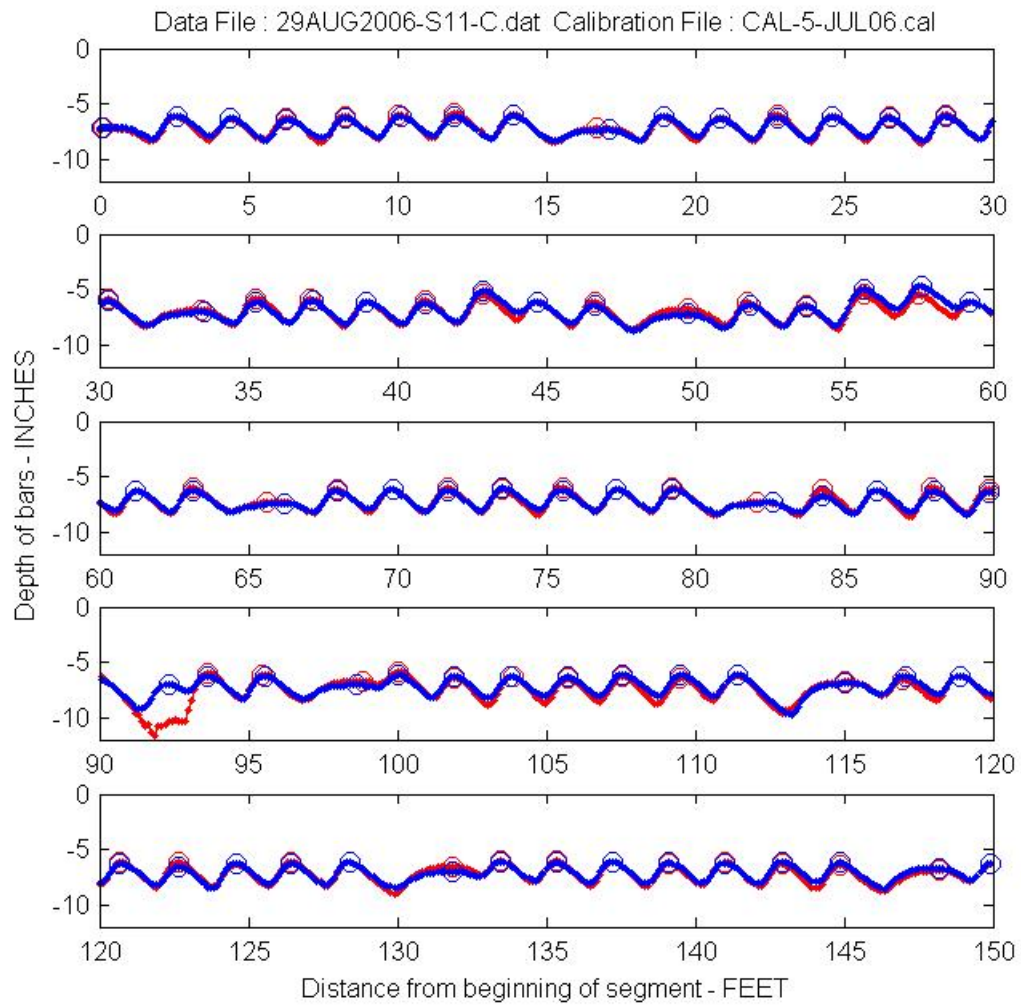 Data File : 29AUG2006-S11-C.dat Calibration File : CAL-5-JUL06.cal
0
-5
-10
0 5 10 15 20 25 30
0
-5
-10
30 35 40 45 50 55 60
Depth of bars - INCHES
0
-5
-10
60 65 70 75 80 85 90
0
-5
-10
90 95 100 105 110 115 120
0
-5
-10
120 125 130 135 140 145 150
Distance from beginning of segment - FEET